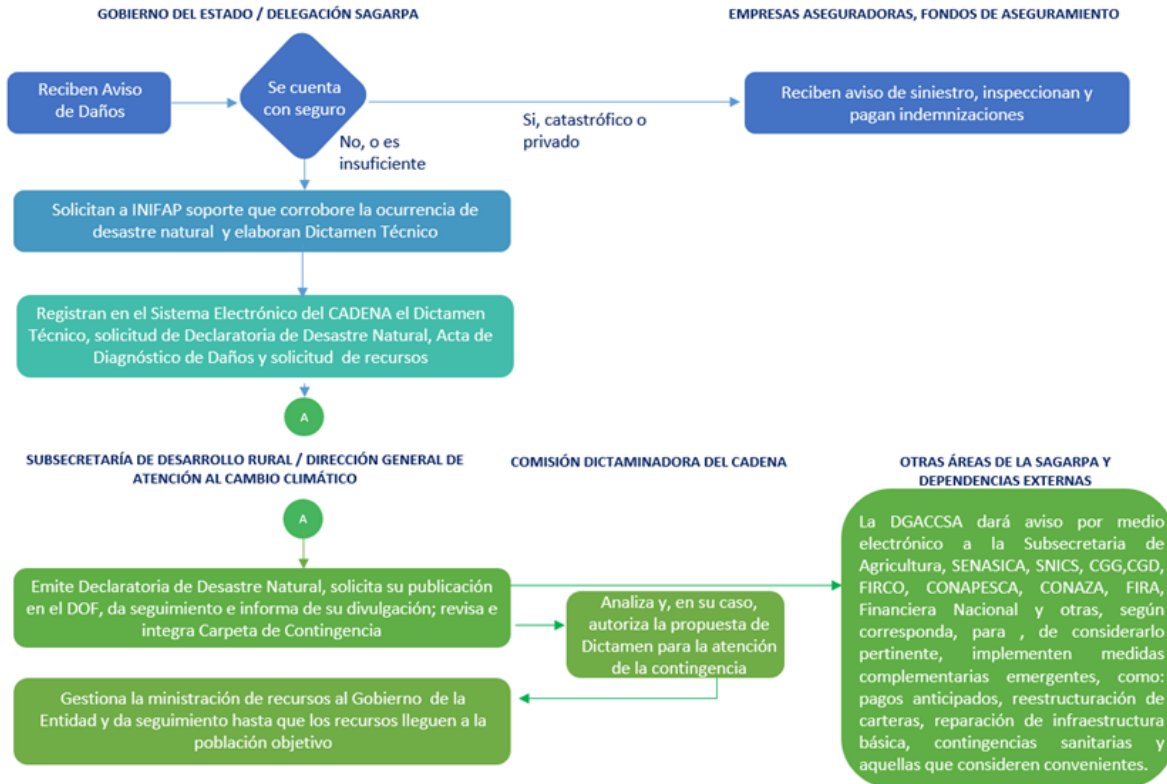 GOBIERNO DEL ESTADO / DELEGACIÓN SAGARPA
EMPRESAS ASEGURADORAS, FONDOS DE ASEGURAMIENTO
Reciben Aviso
de Daños
Se cuenta
con seguro
Si, catastrófico o
privado
Reciben aviso de siniestro, inspeccionan y
pagan indemnizaciones
No, o es
insuficiente
Solicitan a INIFAP soporte que corrobore la ocurrencia de
desastre natural y elaboran Dictamen Técnico
Registran en el Sistema Electrónico del CADENA el Dictamen
Técnico, solicitud de Declaratoria de Desastre Natural, Acta de
Diagnóstico de Daños y solicitud de recursos
A
SUBSECRETARÍA DE DESARROLLO RURAL / DIRECCIÓN GENERAL DE
ATENCIÓN AL CAMBIO CLIMÁTICO
COMISIÓN DICTAMINADORA DEL CADENA
OTRAS ÁREAS DE LA SAGARPA Y
DEPENDENCIAS EXTERNAS
A
Emite Declaratoria de Desastre Natural, solicita su publicación
en el DOF, da seguimiento e informa de su divulgación; revisa e
integra Carpeta de Contingencia
Analiza y, en su caso,
autoriza la propuesta de
Dictamen para la atención
de la contingencia
Gestiona la ministración de recursos al Gobierno de la
Entidad y da seguimiento hasta que los recursos lleguen a la
población objetivo
La DGACCSA dará aviso por medio
electrónico a la Subsecretaria de
Agricultura, SENASICA, SNICS, CGG,CGD,
FIRCO, CONAPESCA, CONAZA, FIRA,
Financiera Nacional y otras, según
corresponda, para , de considerarlo
pertinente, implementen medidas
complementarias emergentes, como:
pagos anticipados, reestructuración de
carteras, reparación de infraestructura
básica, contingencias sanitarias y
aquellas que consideren convenientes.